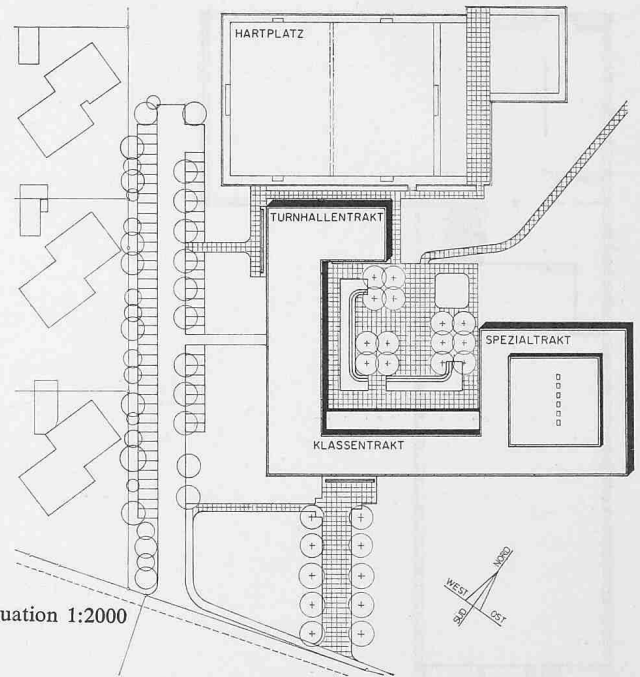 HARTPLATZ
TURNHALLENTRAKT
SPEZIALTRAKT
KLASSENTRAKT
NORD
WEST
OST
SÜD
uation 1:2000